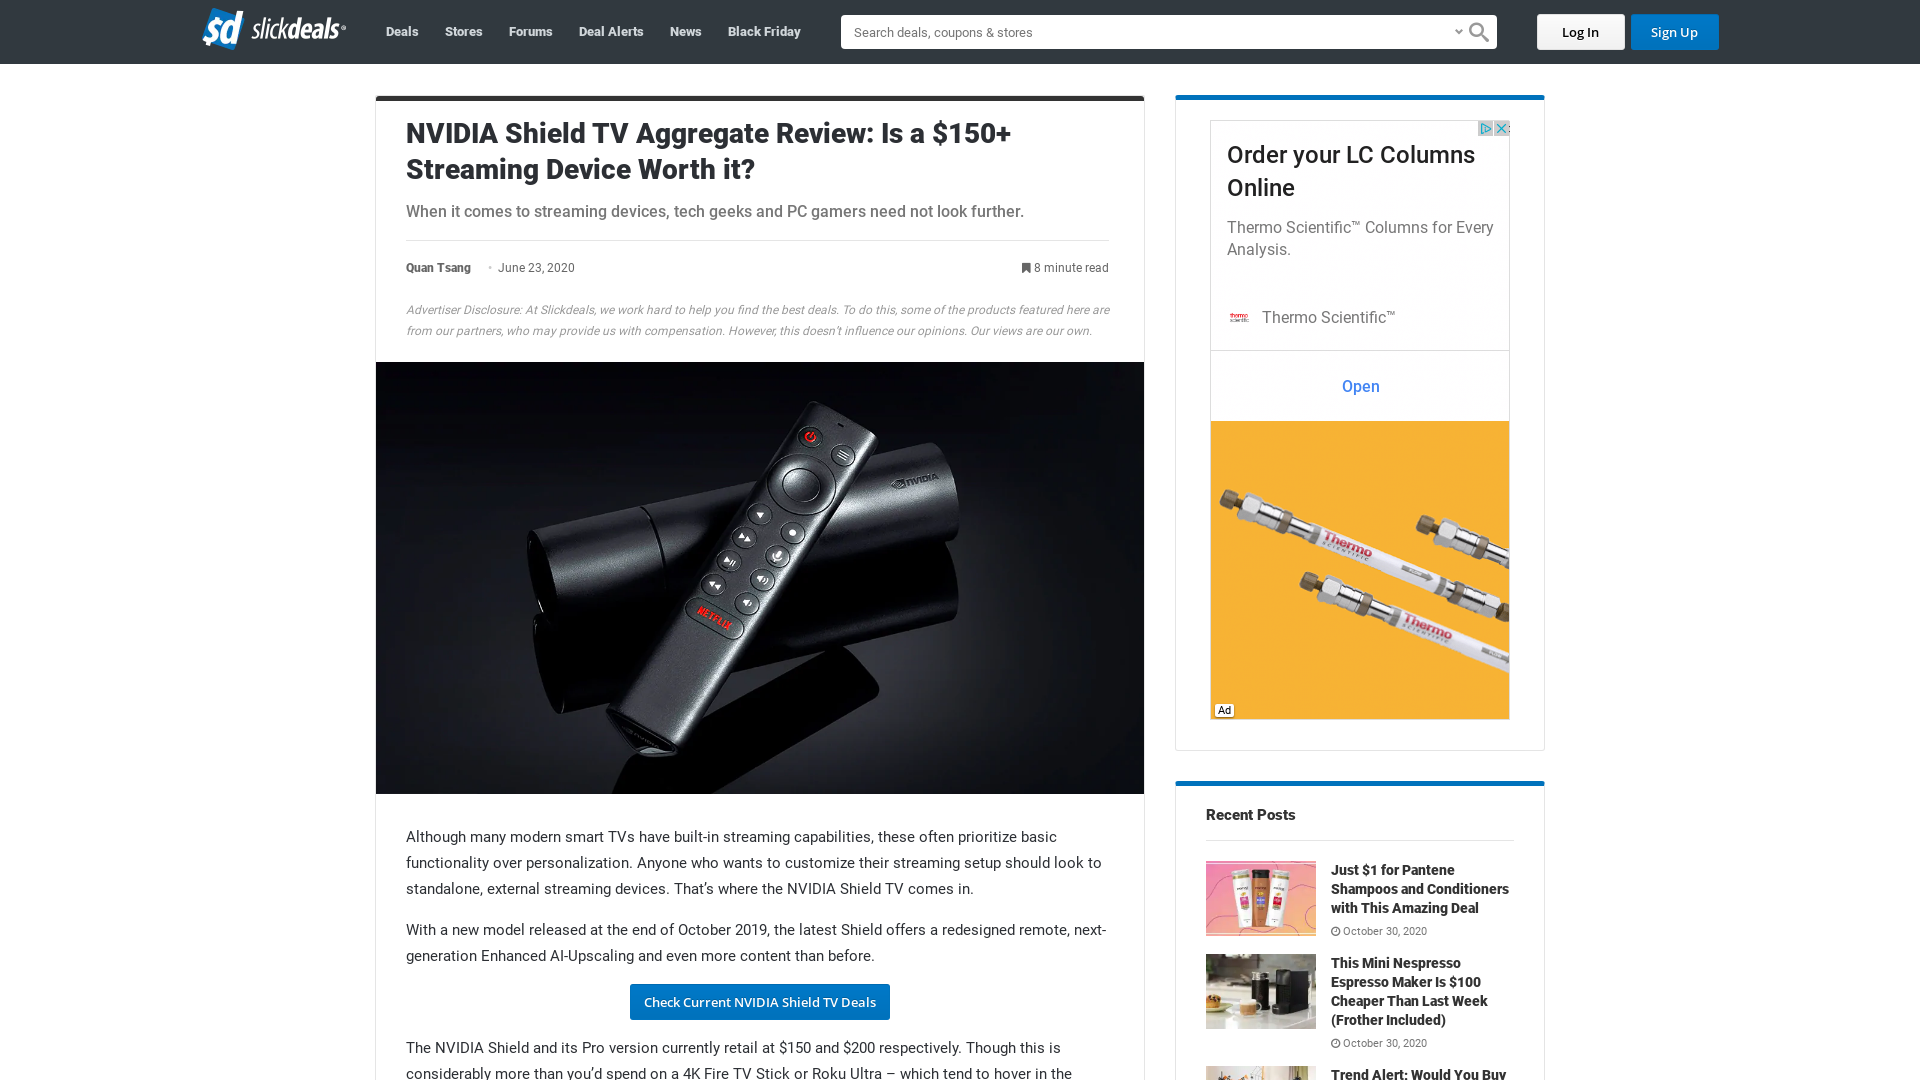 sd slickdeals
Deals
Stores
Forums
Deal Alerts
News
Black Friday
Search deals, coupons & stores
Log In
Sign Up
NVIDIA Shield TV Aggregate Review: Is a $150+
Streaming Device Worth it?
When it comes to streaming devices, tech geeks and PC gamers need not look further.
Quan Tsang • June 23, 2020
8 minute read
Advertiser Disclosure: At Slickdeals, we work hard to help you find the best deals. To do this, some of the products featured here are
from our partners, who may provide us with compensation. However, this doesn’t influence our opinions. Our views are our own.
NVIDIA
NETFLIX
Although many modern smart TVs have built-in streaming capabilities, these often prioritize basic
functionality over personalization. Anyone who wants to customize their streaming setup should look to
standalone, external streaming devices. That’s where the NVIDIA Shield TV comes in.
With a new model released at the end of October 2019, the latest Shield offers a redesigned remote, next-
generation Enhanced AI-Upscaling and even more content than before.
Check Current NVIDIA Shield TV Deals
The NVIDIA Shield and its Pro version currently retail at $150 and $200 respectively. Though this is
considerably more than you’d spend on a 4K Fire TV Stick or Roku Ultra – which tend to hover in the
Order your LC Columns
Online
Thermo Scientific™ Columns for Every
Analysis.
thermo
scientific
Thermo Scientific™
Open
Thermo
SCIENTIFIC
Thermo
SCIENTIFIC
Ad
Recent Posts
Just $1 for Pantene
Shampoos and Conditioners
with This Amazing Deal
October 30, 2020
This Mini Nespresso
Espresso Maker Is $100
Cheaper Than Last Week
(Frother Included)
October 30, 2020
Trend Alert: Would You Buy